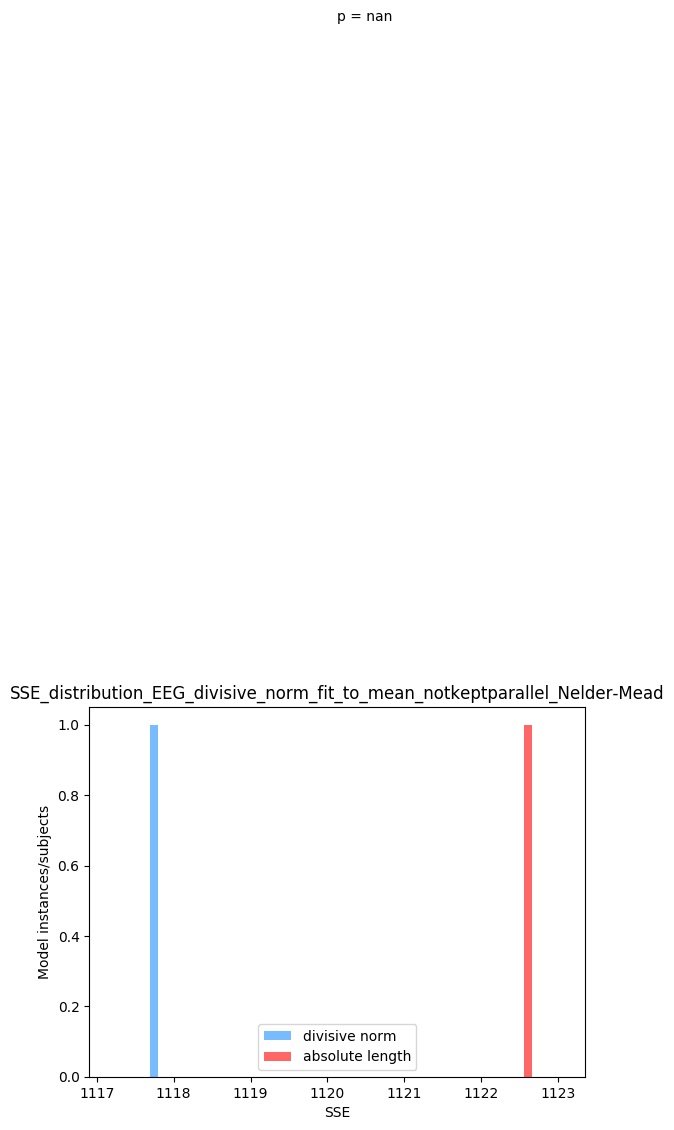 p = nan
SSE_distribution_EEG_divisive_norm_fit_to_mean_notkeptparallel_Nelder-Mead
1.0
0.8
0.6
0.4
0.2
0.0
Model instances/subjects
divisive norm
absolute length
1117 1118 1119 1120 1121 1122 1123
SSE